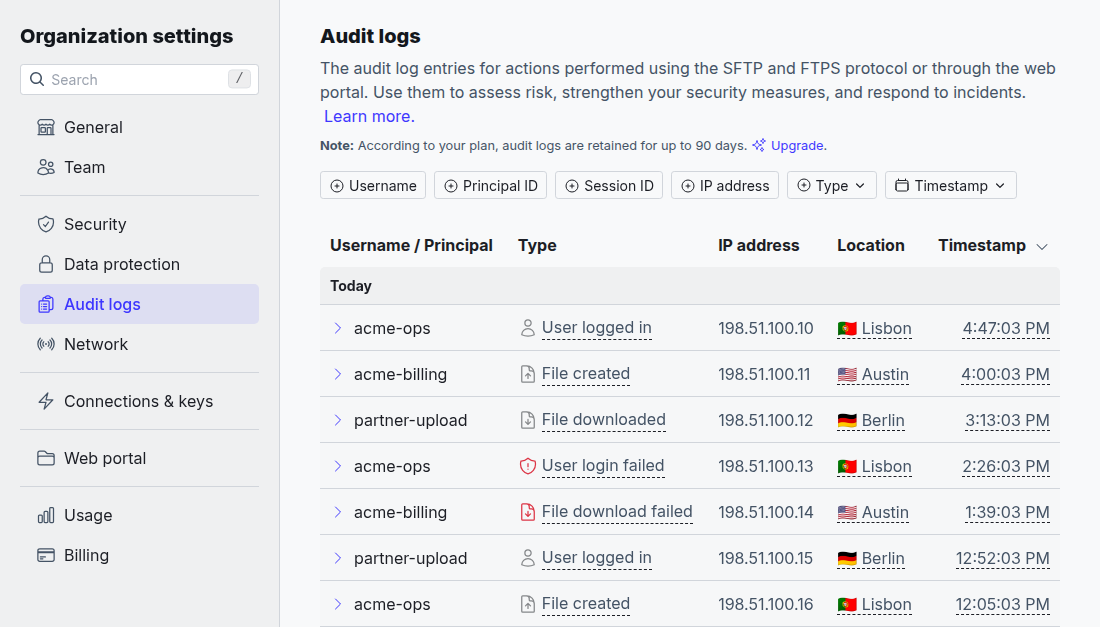 Organization settings
Search /
General
Team
Security
Data protection
Audit logs
Network
Connections & keys
Web portal
Usage
Billing
Audit logs
The audit log entries for actions performed using the SFTP and FTPS protocol or through the web
portal. Use them to assess risk, strengthen your security measures, and respond to incidents.
Learn more.
Note: According to your plan, audit logs are retained for up to 90 days. Upgrade.
Username Principal ID Session ID IP address Type Timestamp
Username / Principal Type IP address Location Timestamp
Today
acme-ops User logged in 198.51.100.10 Lisbon 4:47:03 PM
acme-billing File created 198.51.100.11 Austin 4:00:03 PM
partner-upload File downloaded 198.51.100.12 Berlin 3:13:03 PM
acme-ops User login failed 198.51.100.13 Lisbon 2:26:03 PM
acme-billing File download failed 198.51.100.14 Austin 1:39:03 PM
partner-upload User logged in 198.51.100.15 Berlin 12:52:03 PM
acme-ops File created 198.51.100.16 Lisbon 12:05:03 PM